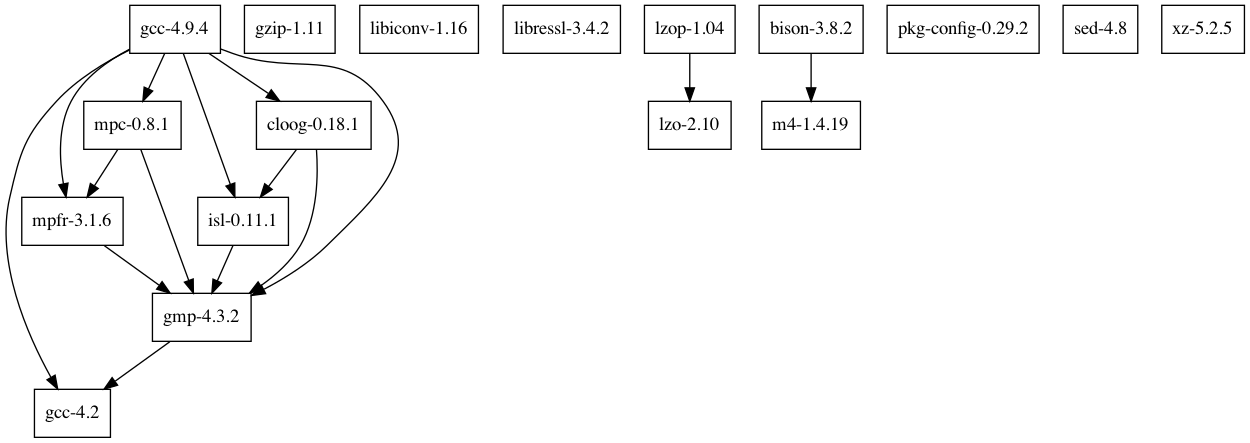 gcc-4.9.4
gzip-1.11
libiconv-1.16
libressl-3.4.2
lzop-1.04
bison-3.8.2
pkg-config-0.29.2
sed-4.8
xz-5.2.5
mpc-0.8.1
cloog-0.18.1
lzo-2.10
m4-1.4.19
mpfr-3.1.6
isl-0.11.1
gmp-4.3.2
gcc-4.2